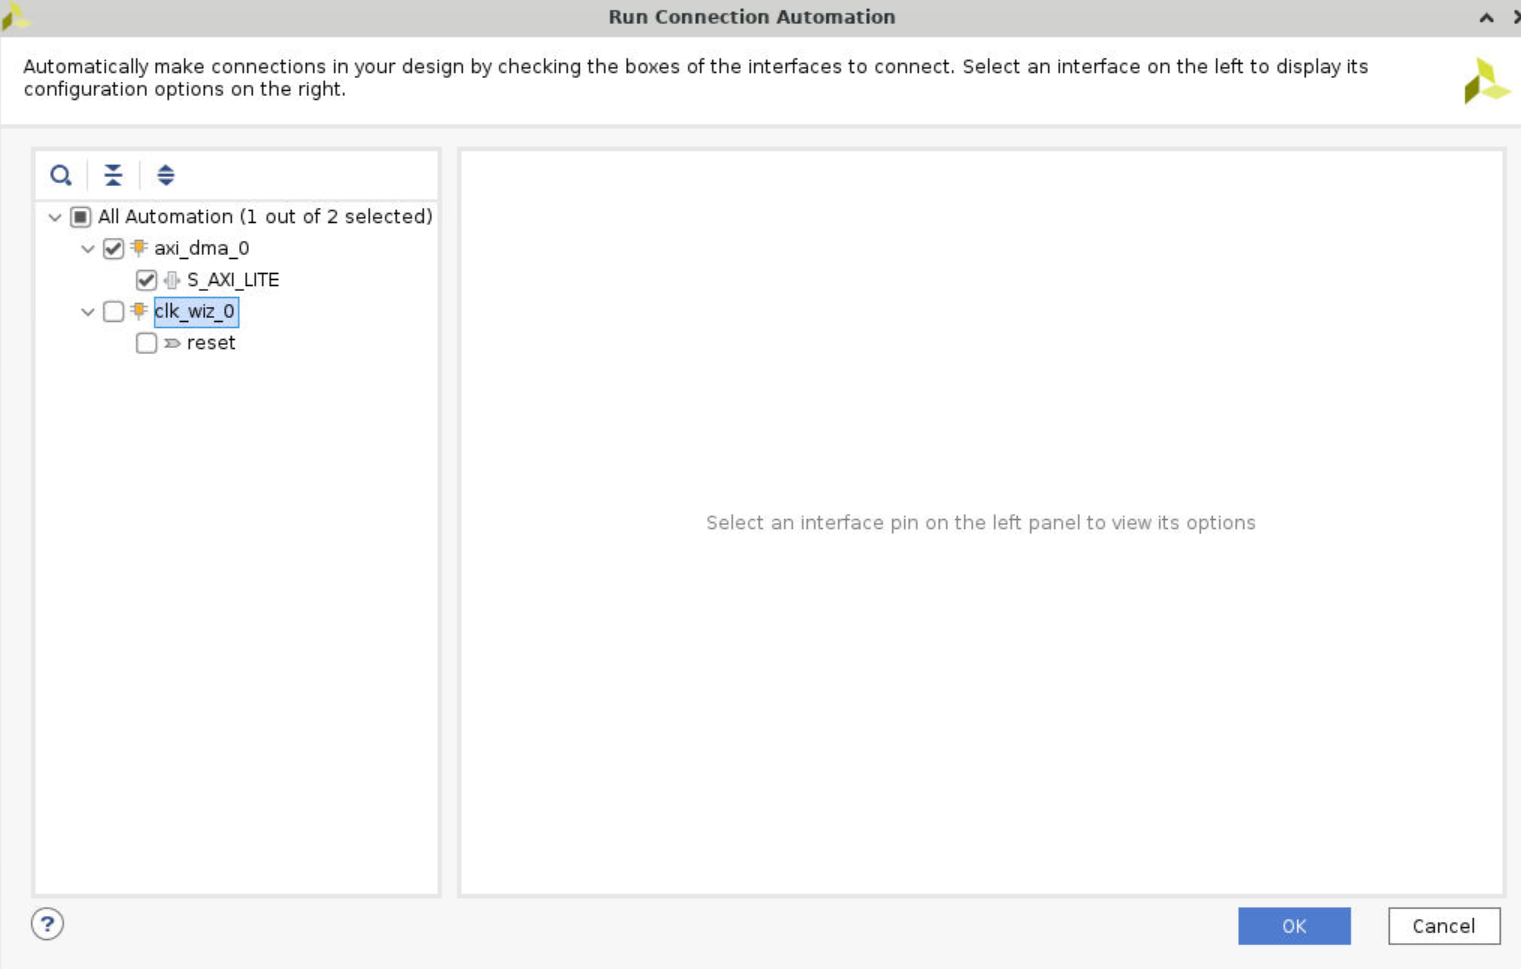 Run Connection Automation
Automatically make connections in your design by checking the boxes of the interfaces to connect. Select an interface on the left to display its
configuration options on the right.
All Automation (1 out of 2 selected)
axi_dma_0
S_AXI_LITE
clk_wiz_0
reset
Select an interface pin on the left panel to view its options
?
OK
Cancel